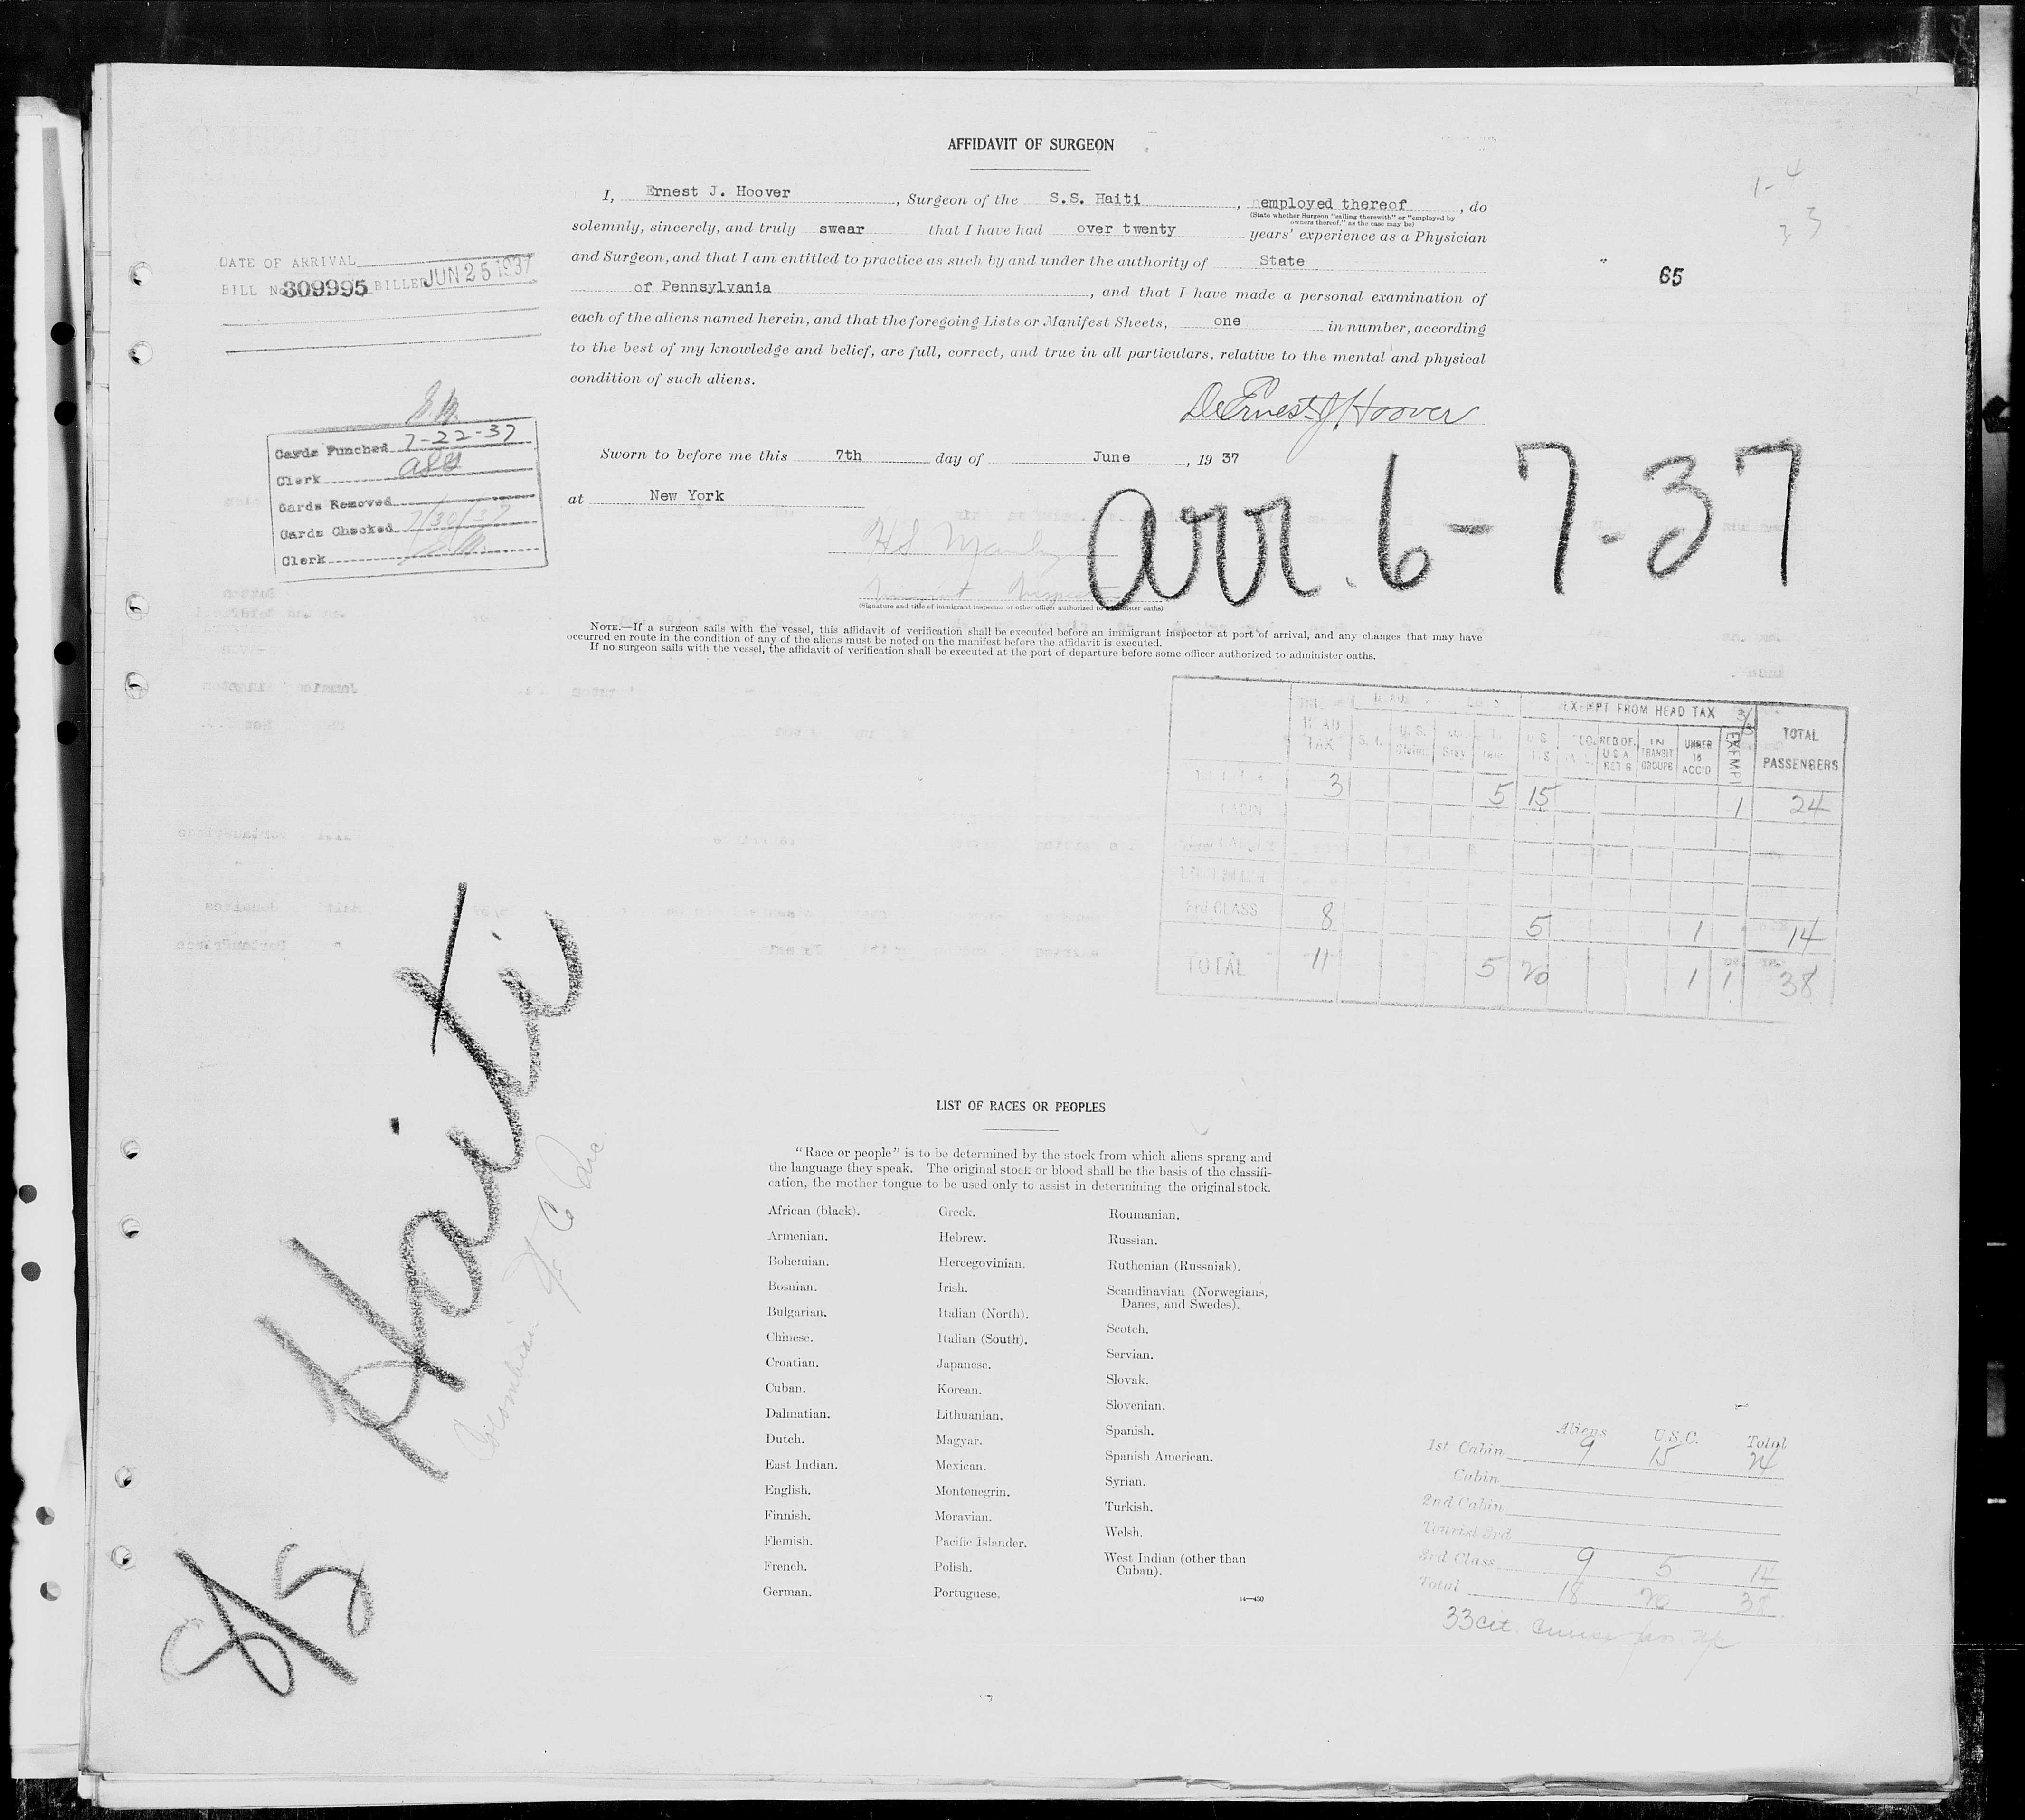 AFFIDAVIT OF SURGEON
I, Ernest J. Hoover, Surgeon of the S.S. Haiti, employed thereof, do
(State whether Surgeon "sailing therewith" or "employed by owners thereof," as the case may be)
solemnly, sincerely, and truly swear that I have had over twenty years' experience as a Physician
and Surgeon, and that I am entitled to practice as such by and under the authority of State
of Pennsylvania, and that I have made a personal examination of
each of the aliens named herein, and that the foregoing Lists or Manifest Sheets, one in number, according
to the best of my knowledge and belief, are full, correct, and true in all particulars, relative to the mental and physical
condition of such aliens.
Dr Ernest J. Hoover
Sworn to before me this 7th day of June, 1937
at New York
arr. 6-7-37
(Signature and title of immigrant inspector or other officer authorized to administer oaths)
NOTE.—If a surgeon sails with the vessel, this affidavit of verification shall be executed before an immigrant inspector at port of arrival, and any changes that may have
occurred en route in the condition of any of the aliens must be noted on the manifest before the affidavit is executed.
If no surgeon sails with the vessel, the affidavit of verification shall be executed at the port of departure before some officer authorized to administer oaths.
1-4
3 3
65
DATE OF ARRIVAL
BILL No 309995 BILLED JUN 25 1937
Cards Punched 7-22-37
Clerk
Cards Removed
Cards Checked 7/30/37
Clerk
HEAD TAX U.S. EXEMPT FROM HEAD TAX TOTAL PASSENGERS
IN TRANSIT GROUPS UNDER 16 ACC'D EXEMPT
3 5 15 1 24
CABIN
3rd CLASS 8 5 1 14
TOTAL 11 5 20 1 1 38
S/S Haiti
Colombian SS Co Inc.
LIST OF RACES OR PEOPLES
"Race or people" is to be determined by the stock from which aliens sprang and
the language they speak. The original stock or blood shall be the basis of the classifi-
cation, the mother tongue to be used only to assist in determining the original stock.
African (black).
Armenian.
Bohemian.
Bosnian.
Bulgarian.
Chinese.
Croatian.
Cuban.
Dalmatian.
Dutch.
East Indian.
English.
Finnish.
Flemish.
French.
German.
Greek.
Hebrew.
Hercegovinian.
Irish.
Italian (North).
Italian (South).
Japanese.
Korean.
Lithuanian.
Magyar.
Mexican.
Montenegrin.
Moravian.
Pacific Islander.
Polish.
Portuguese.
Roumanian.
Russian.
Ruthenian (Russniak).
Scandinavian (Norwegians,
Danes, and Swedes).
Scotch.
Servian.
Slovak.
Slovenian.
Spanish.
Spanish American.
Syrian.
Turkish.
Welsh.
West Indian (other than
Cuban).
14—430
Aliens U.S.C. Total
1st Cabin 9 15 24
Cabin
2nd Cabin
Tourist 3rd
3rd Class 9 5 14
Total 18 20 38
33 cit. cruise